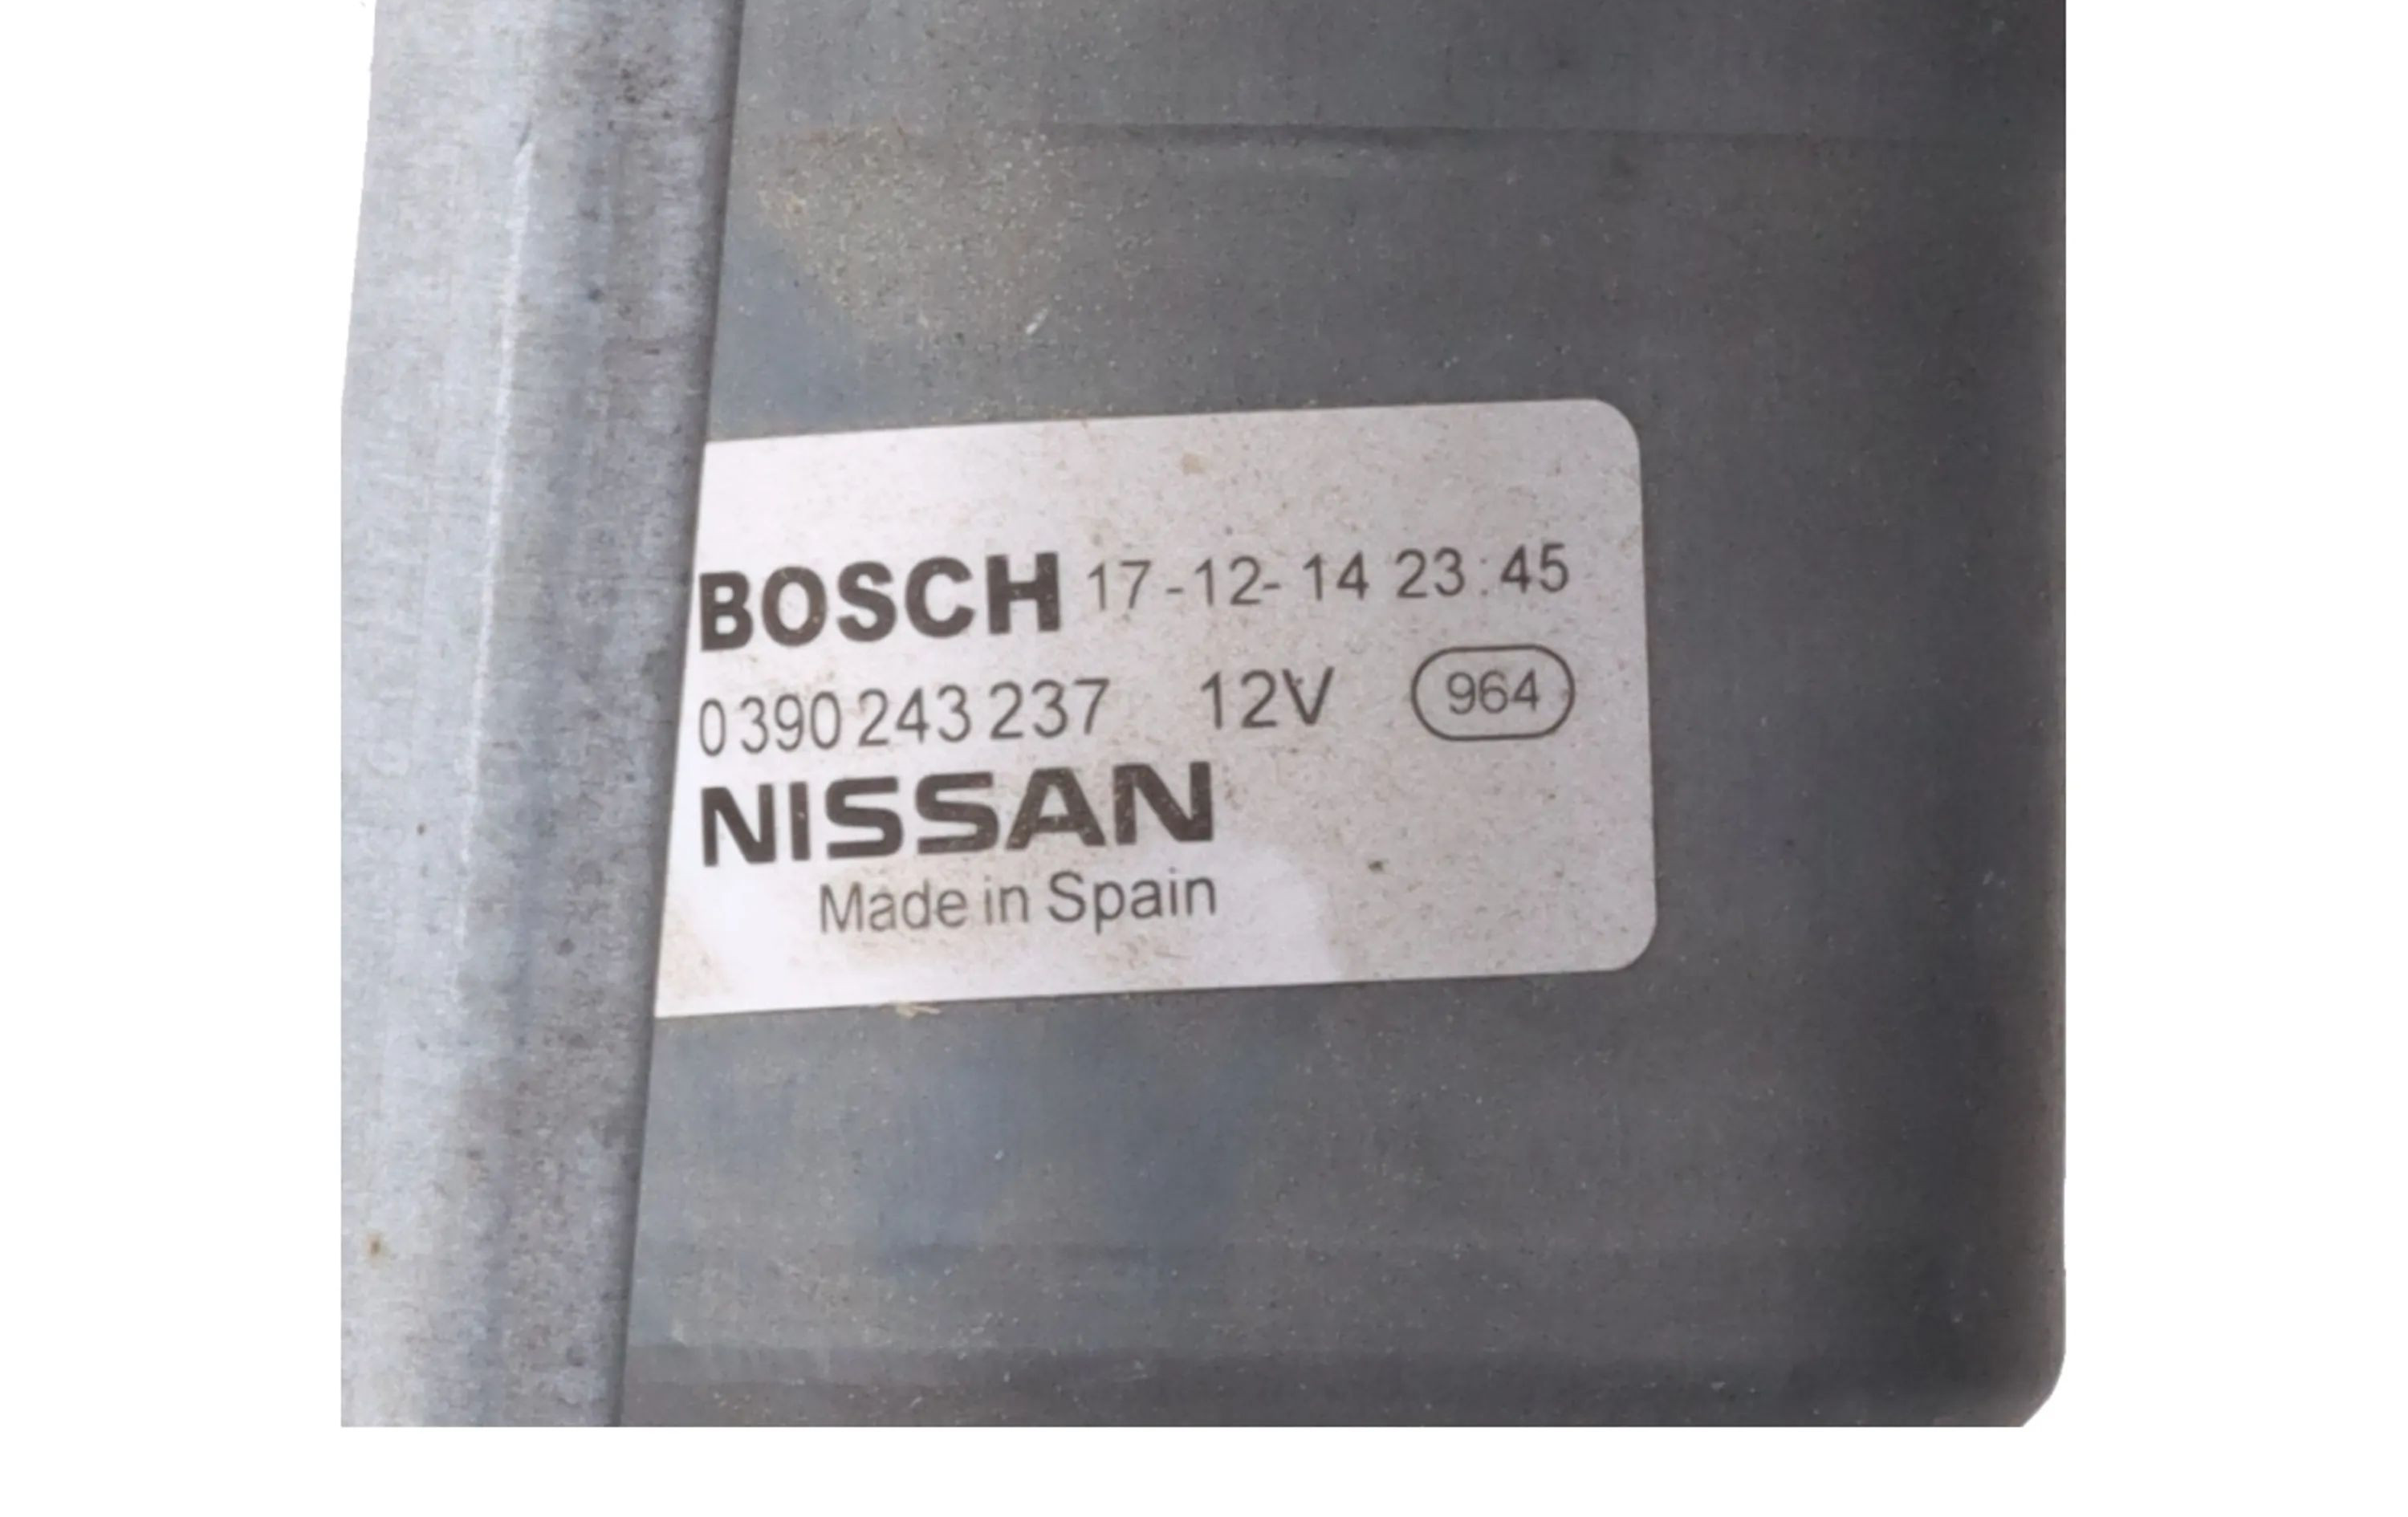 BOSCH 17-12-14 23:45
0 390 243 237 12V 964
NISSAN
Made in Spain